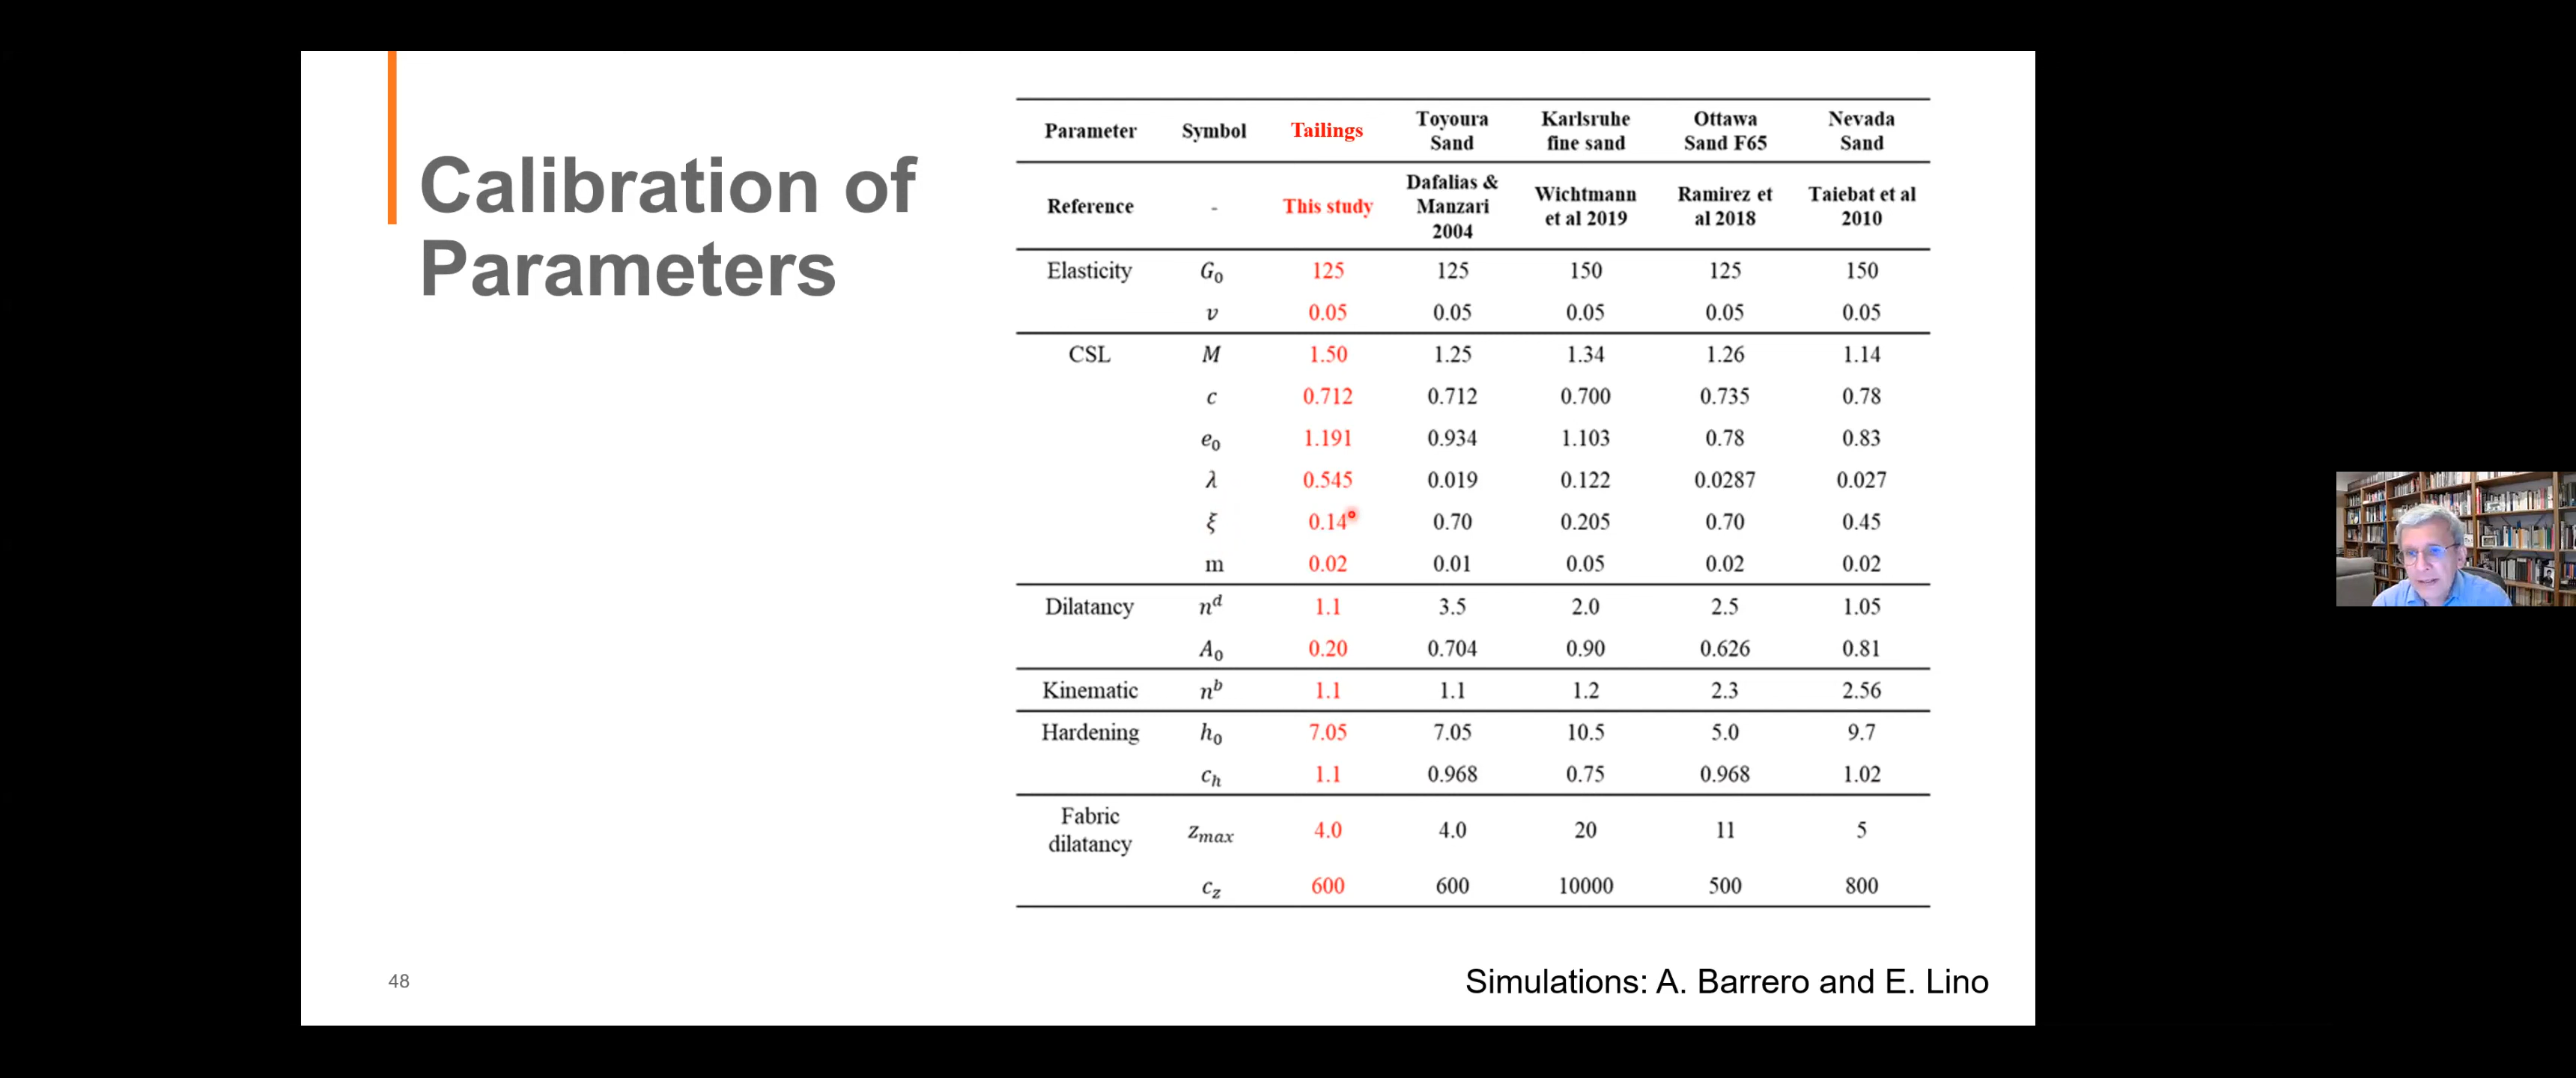 Calibration of
Parameters
Parameter Symbol Tailings Toyoura Sand Karlsruhe fine sand Ottawa Sand F65 Nevada Sand
Reference - This study Dafalias & Manzari 2004 Wichtmann et al 2019 Ramirez et al 2018 Taiebat et al 2010
Elasticity G₀ 125 125 150 125 150
ν 0.05 0.05 0.05 0.05 0.05
CSL M 1.50 1.25 1.34 1.26 1.14
c 0.712 0.712 0.700 0.735 0.78
e₀ 1.191 0.934 1.103 0.78 0.83
λ 0.545 0.019 0.122 0.0287 0.027
ξ 0.14 0.70 0.205 0.70 0.45
m 0.02 0.01 0.05 0.02 0.02
Dilatancy nᵈ 1.1 3.5 2.0 2.5 1.05
A₀ 0.20 0.704 0.90 0.626 0.81
Kinematic nᵇ 1.1 1.1 1.2 2.3 2.56
Hardening h₀ 7.05 7.05 10.5 5.0 9.7
cₕ 1.1 0.968 0.75 0.968 1.02
Fabric dilatancy zₘₐₓ 4.0 4.0 20 11 5
c_z 600 600 10000 500 800
48
Simulations: A. Barrero and E. Lino